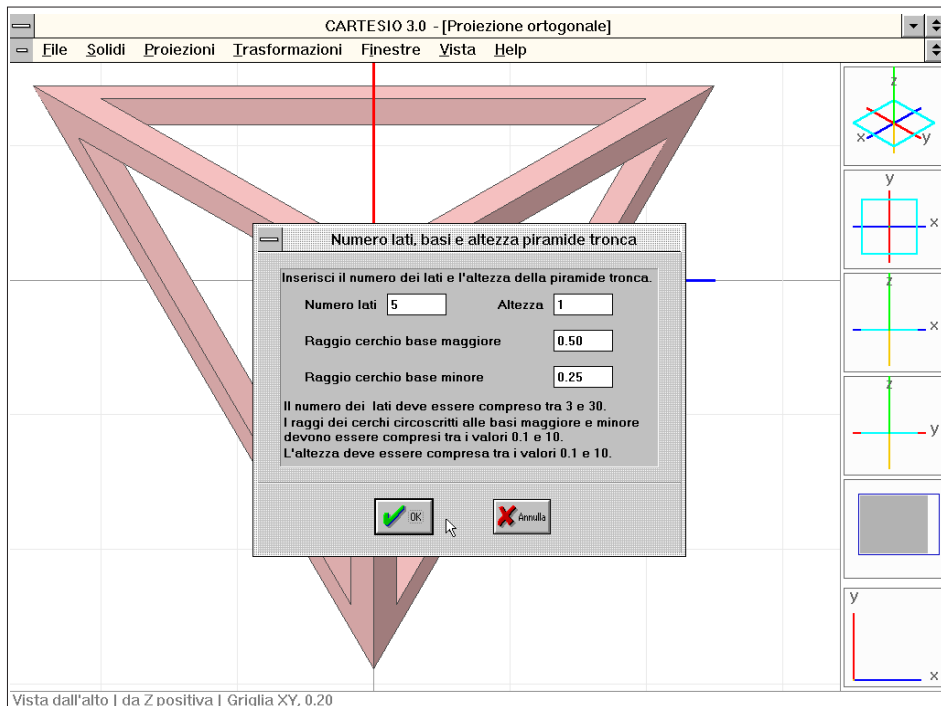 CARTESIO 3.0 - [Proiezione ortogonale]
File Solidi Proiezioni Trasformazioni Finestre Vista Help
z
x y
y
x
z
x
z
y
y
x
Numero lati, basi e altezza piramide tronca
Inserisci il numero dei lati e l'altezza della piramide tronca.
Numero lati 5 Altezza 1
Raggio cerchio base maggiore 0.50
Raggio cerchio base minore 0.25
Il numero dei lati deve essere compreso tra 3 e 30.
I raggi dei cerchi circoscritti alle basi maggiore e minore
devono essere compresi tra i valori 0.1 e 10.
L'altezza deve essere compresa tra i valori 0.1 e 10.
OK Annulla
Vista dall'alto | da Z positiva | Griglia XY, 0.20